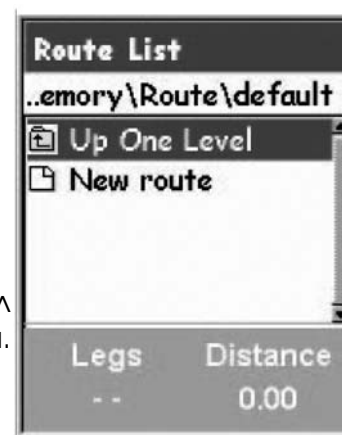 Route List
..emory\Route\default
Up One Level
New route
Legs Distance
-- 0.00